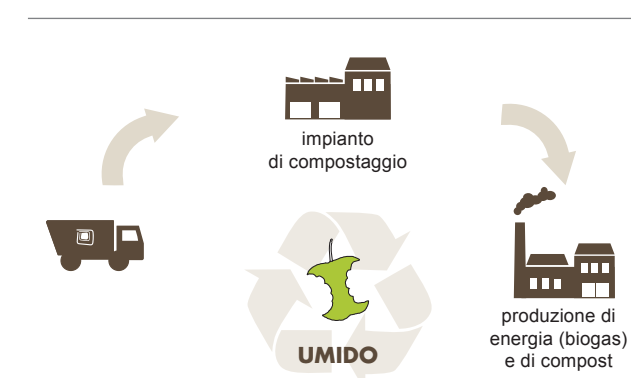 impianto
di compostaggio
produzione di
energia (biogas)
e di compost
UMIDO